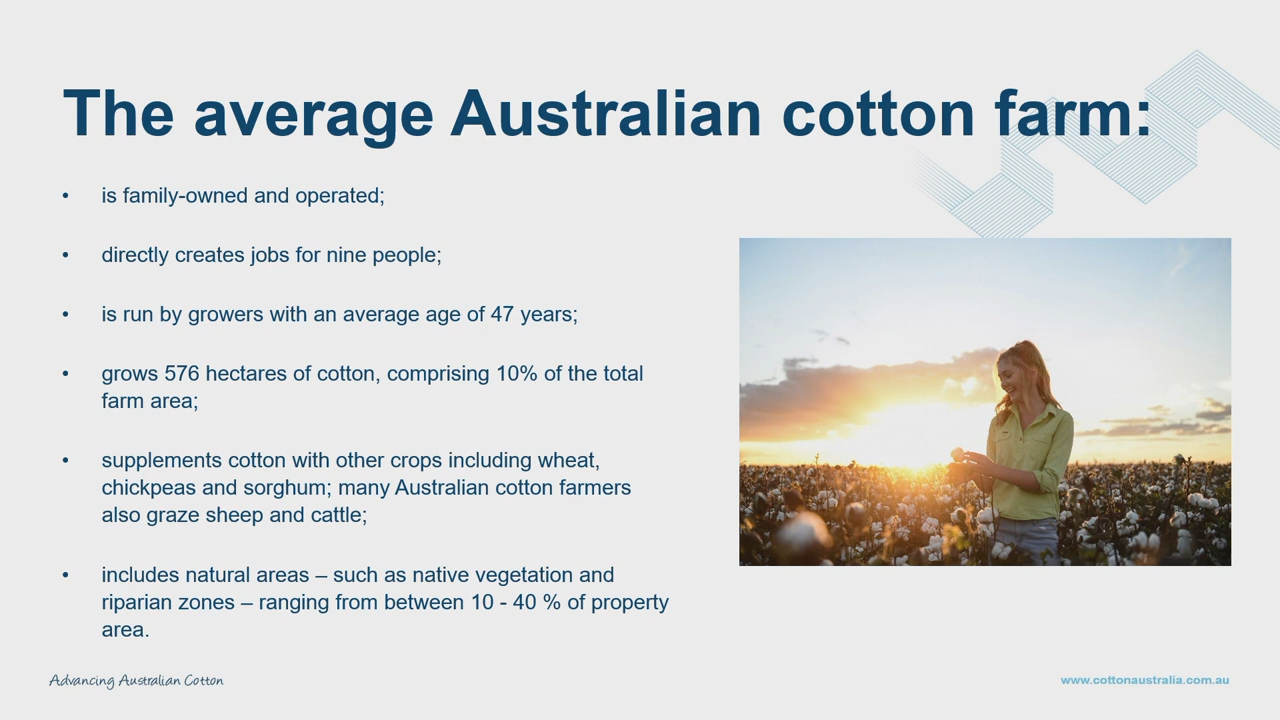 The average Australian cotton farm:
• is family-owned and operated;
• directly creates jobs for nine people;
• is run by growers with an average age of 47 years;
• grows 576 hectares of cotton, comprising 10% of the total
farm area;
• supplements cotton with other crops including wheat,
chickpeas and sorghum; many Australian cotton farmers
also graze sheep and cattle;
• includes natural areas – such as native vegetation and
riparian zones – ranging from between 10 - 40 % of property
area.
Advancing Australian Cotton
www.cottonaustralia.com.au